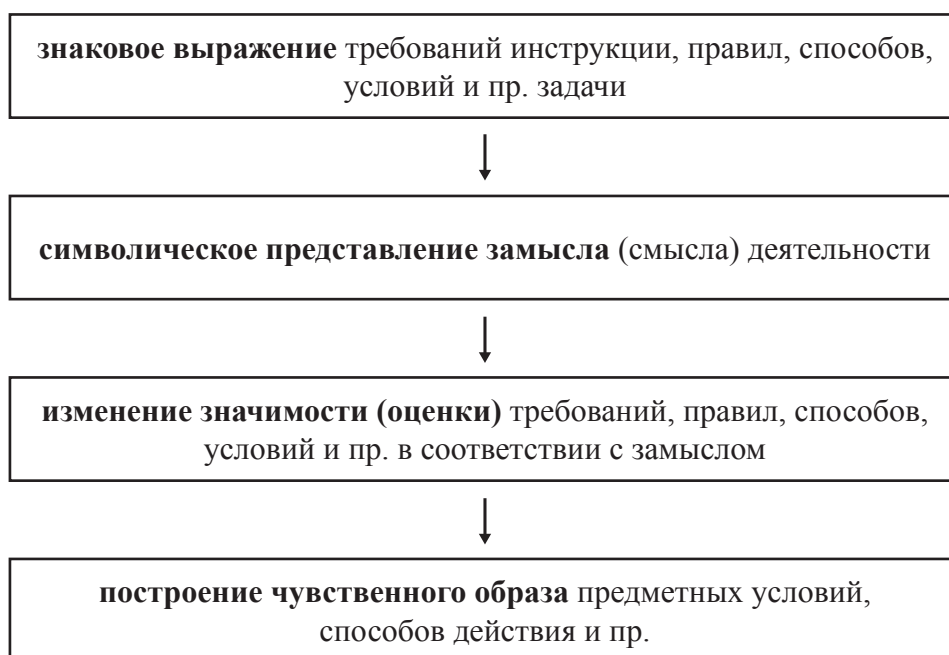 знаковое выражение требований инструкции, правил, способов,
условий и пр. задачи
символическое представление замысла (смысла) деятельности
изменение значимости (оценки) требований, правил, способов,
условий и пр. в соответствии с замыслом
построение чувственного образа предметных условий,
способов действия и пр.